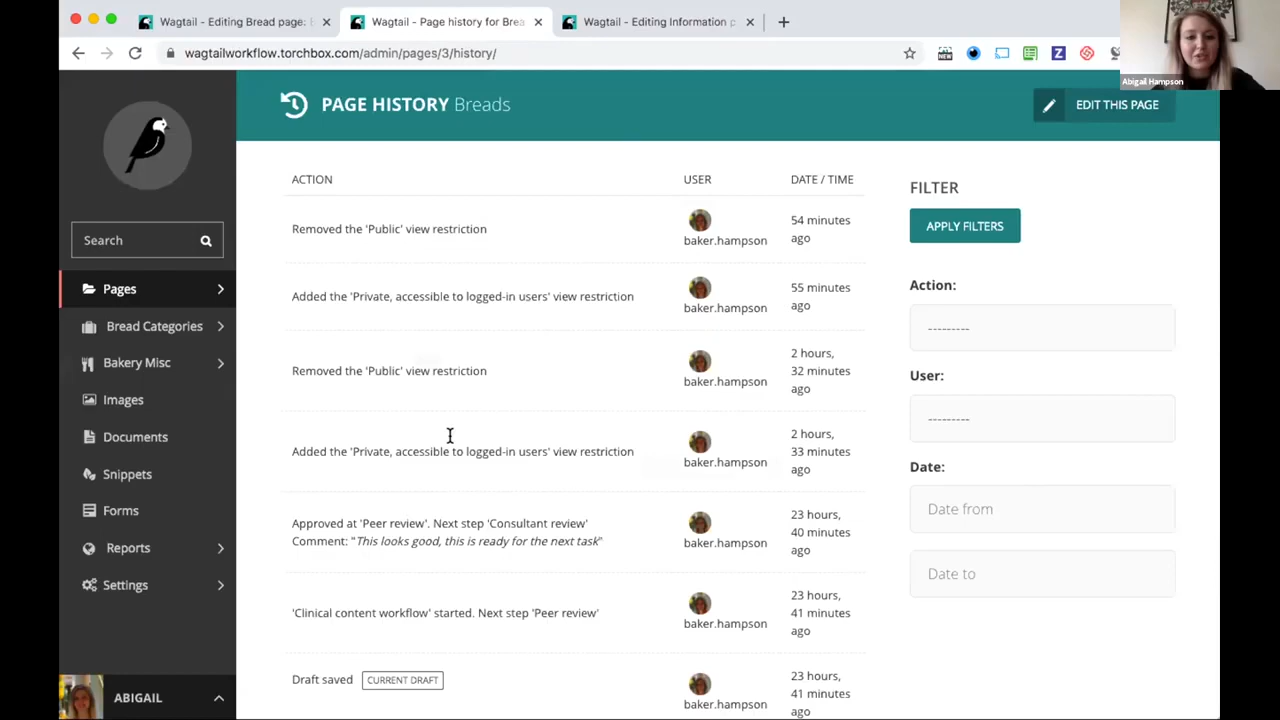 Wagtail - Editing Bread page:
Wagtail - Page history for Brea
Wagtail - Editing Information p
wagtailworkflow.torchbox.com/admin/pages/3/history/
NEW
Z
Abigail Hampson
PAGE HISTORY Breads
EDIT THIS PAGE
Search
Pages
Bread Categories
Bakery Misc
Images
Documents
Snippets
Forms
Reports
Settings
ABIGAIL
ACTION
USER
DATE / TIME
Removed the 'Public' view restriction
baker.hampson
54 minutes
ago
Added the 'Private, accessible to logged-in users' view restriction
baker.hampson
55 minutes
ago
Removed the 'Public' view restriction
baker.hampson
2 hours,
32 minutes
ago
Added the 'Private, accessible to logged-in users' view restriction
baker.hampson
2 hours,
33 minutes
ago
Approved at 'Peer review'. Next step 'Consultant review'
Comment: "This looks good, this is ready for the next task"
baker.hampson
23 hours,
40 minutes
ago
'Clinical content workflow' started. Next step 'Peer review'
baker.hampson
23 hours,
41 minutes
ago
Draft saved CURRENT DRAFT
baker.hampson
23 hours,
41 minutes
ago
FILTER
APPLY FILTERS
Action:
---------
User:
---------
Date:
Date from
Date to